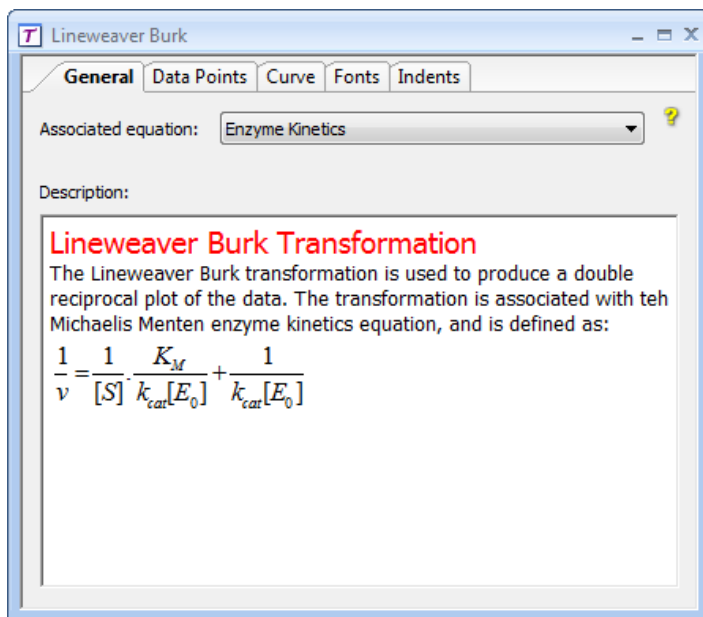 T Lineweaver Burk
General Data Points Curve Fonts Indents
Associated equation: Enzyme Kinetics ?
Description:
Lineweaver Burk Transformation
The Lineweaver Burk transformation is used to produce a double
reciprocal plot of the data. The transformation is associated with teh
Michaelis Menten enzyme kinetics equation, and is defined as:
1/v = 1/[S] . K_M/k_cat[E_0] + 1/k_cat[E_0]